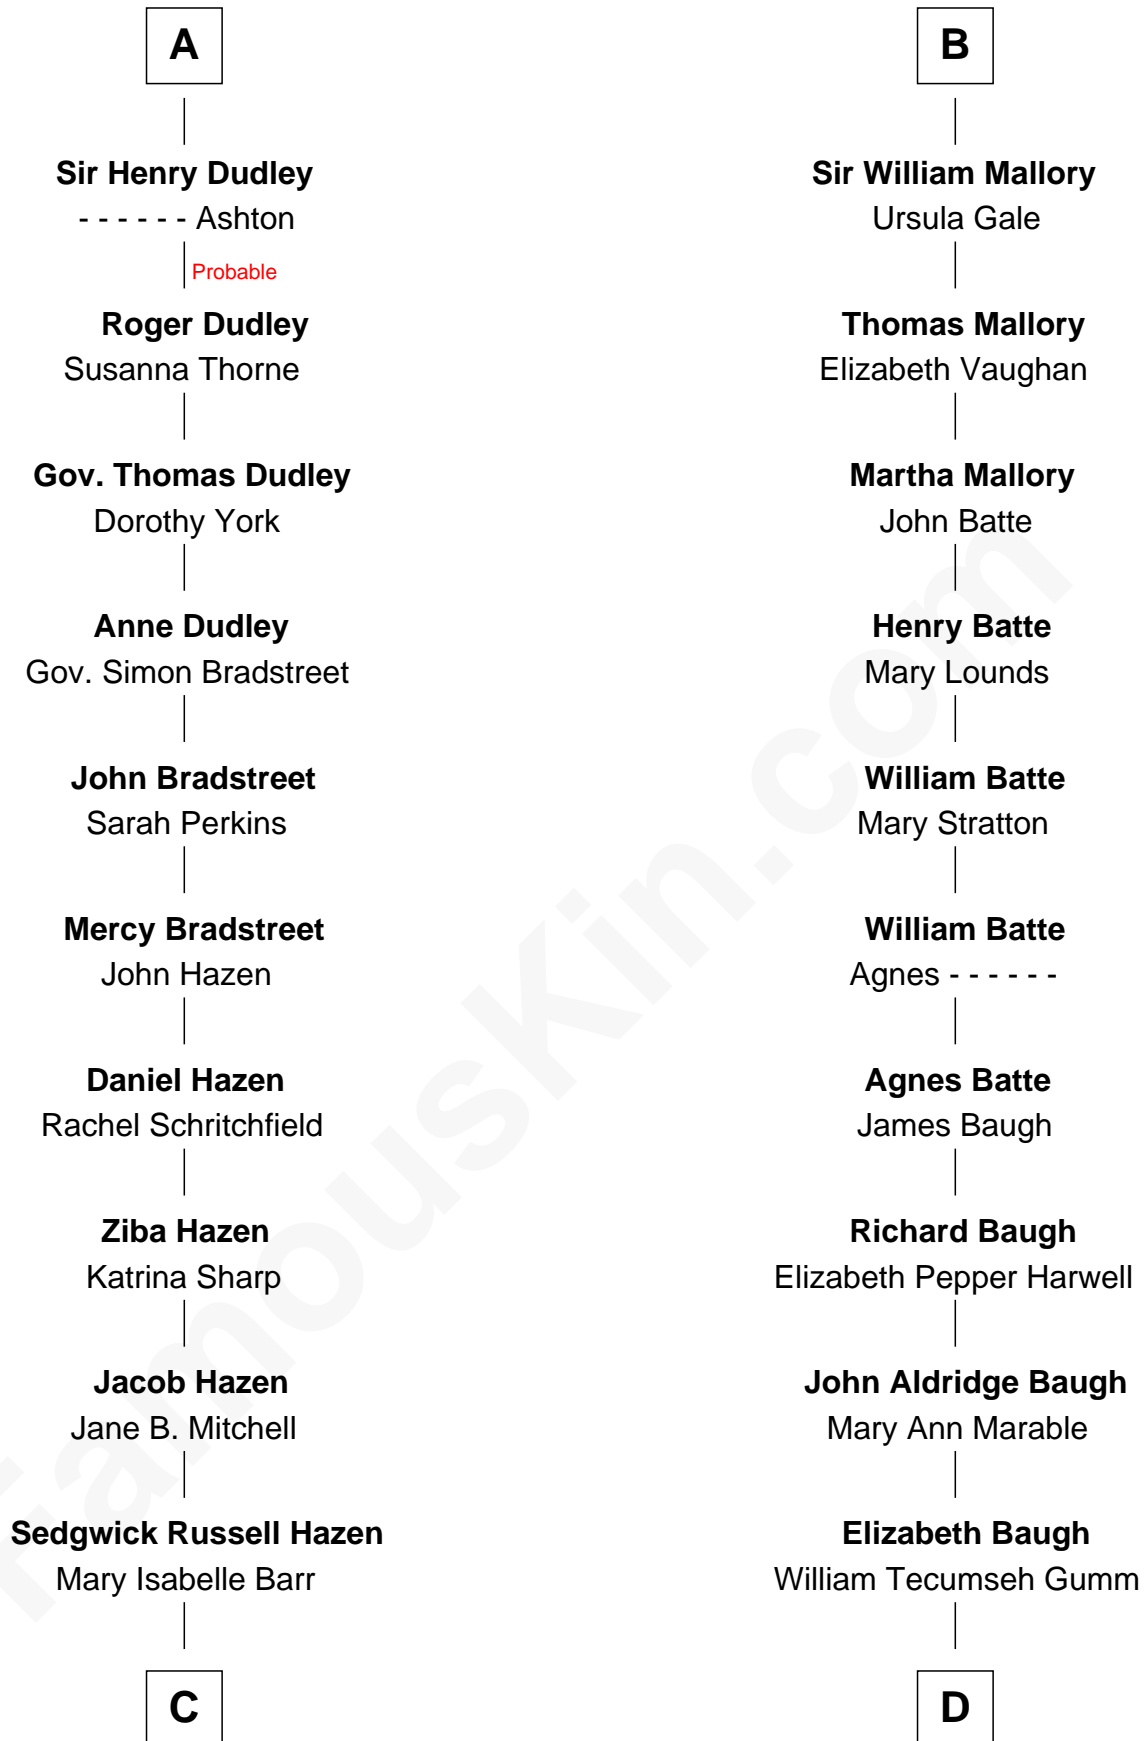 A
Sir Henry Dudley
- - - - - - Ashton
Probable
Roger Dudley
Susanna Thorne
Gov. Thomas Dudley
Dorothy York
Anne Dudley
Gov. Simon Bradstreet
John Bradstreet
Sarah Perkins
Mercy Bradstreet
John Hazen
Daniel Hazen
Rachel Schritchfield
Ziba Hazen
Katrina Sharp
Jacob Hazen
Jane B. Mitchell
Sedgwick Russell Hazen
Mary Isabelle Barr
C
B
Sir William Mallory
Ursula Gale
Thomas Mallory
Elizabeth Vaughan
Martha Mallory
John Batte
Henry Batte
Mary Lounds
William Batte
Mary Stratton
William Batte
Agnes - - - - - -
Agnes Batte
James Baugh
Richard Baugh
Elizabeth Pepper Harwell
John Aldridge Baugh
Mary Ann Marable
Elizabeth Baugh
William Tecumseh Gumm
D
FamousKin.com